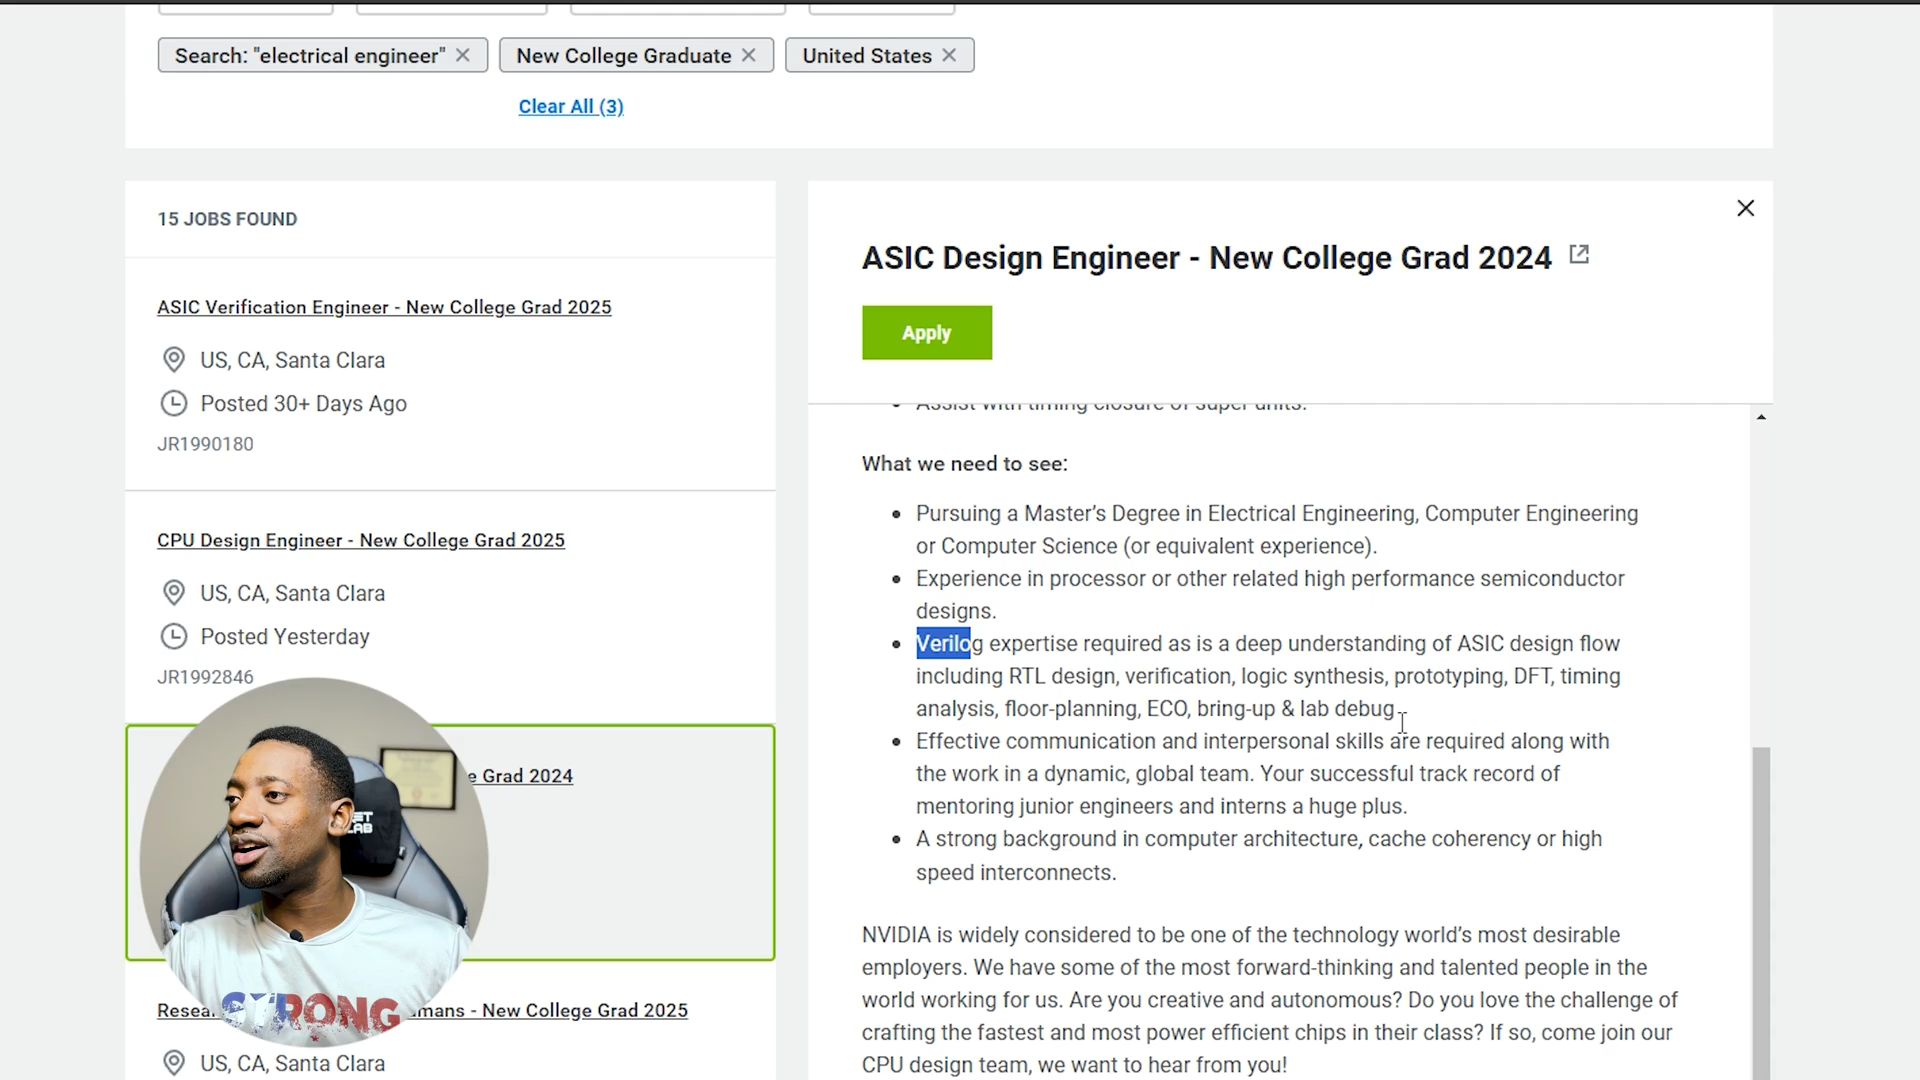 Search: "electrical engineer" ✕
New College Graduate ✕
United States ✕
Clear All (3)
15 JOBS FOUND
ASIC Verification Engineer - New College Grad 2025
US, CA, Santa Clara
Posted 30+ Days Ago
JR1990180
CPU Design Engineer - New College Grad 2025
US, CA, Santa Clara
Posted Yesterday
JR1992846
e Grad 2024
STRONG
mans - New College Grad 2025
US, CA, Santa Clara
ASIC Design Engineer - New College Grad 2024
Apply
Assist with timing closure of super units.
What we need to see:
Pursuing a Master's Degree in Electrical Engineering, Computer Engineering
or Computer Science (or equivalent experience).
Experience in processor or other related high performance semiconductor
designs.
Verilog expertise required as is a deep understanding of ASIC design flow
including RTL design, verification, logic synthesis, prototyping, DFT, timing
analysis, floor-planning, ECO, bring-up & lab debug
Effective communication and interpersonal skills are required along with
the work in a dynamic, global team. Your successful track record of
mentoring junior engineers and interns a huge plus.
A strong background in computer architecture, cache coherency or high
speed interconnects.
NVIDIA is widely considered to be one of the technology world's most desirable
employers. We have some of the most forward-thinking and talented people in the
world working for us. Are you creative and autonomous? Do you love the challenge of
crafting the fastest and most power efficient chips in their class? If so, come join our
CPU design team, we want to hear from you!